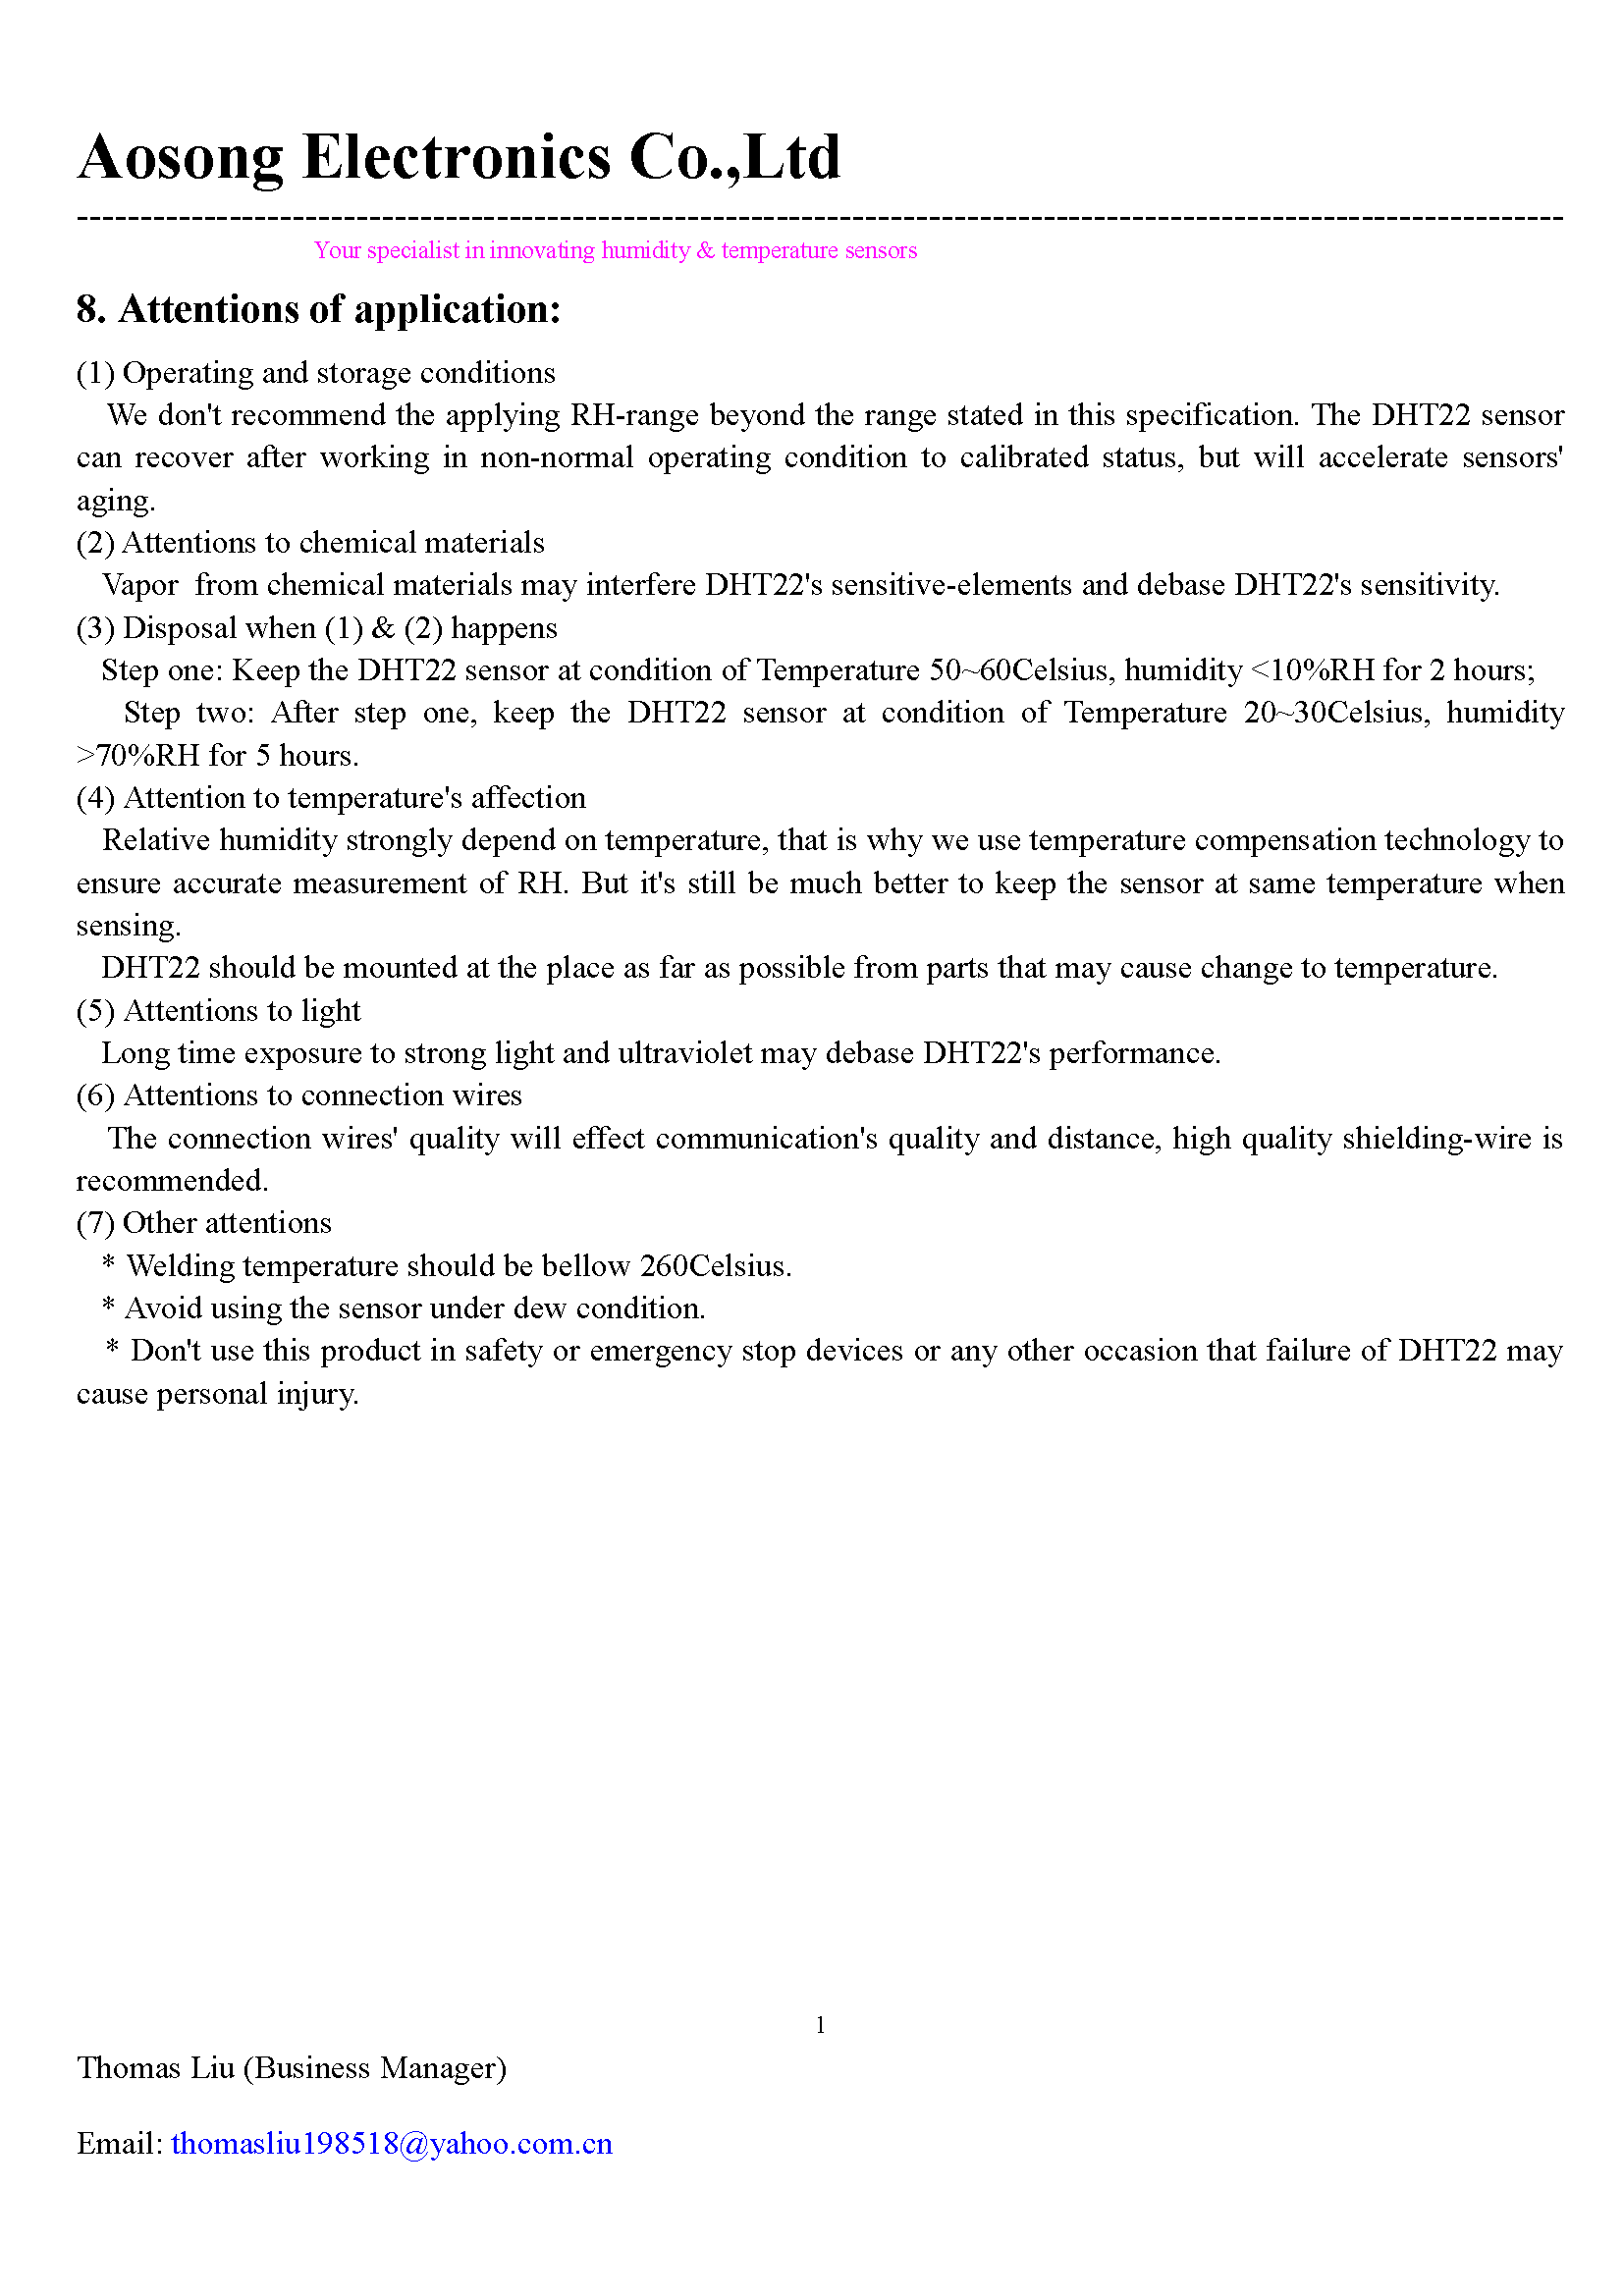 Aosong Electronics Co.,Ltd
--------------------------------------------------------------------------------------------------------------------------
Your specialist in innovating humidity & temperature sensors
8. Attentions of application:
(1) Operating and storage conditions
We don't recommend the applying RH-range beyond the range stated in this specification. The DHT22 sensor
can recover after working in non-normal operating condition to calibrated status, but will accelerate sensors'
aging.
(2) Attentions to chemical materials
Vapor from chemical materials may interfere DHT22's sensitive-elements and debase DHT22's sensitivity.
(3) Disposal when (1) & (2) happens
Step one: Keep the DHT22 sensor at condition of Temperature 50~60Celsius, humidity <10%RH for 2 hours;
Step two: After step one, keep the DHT22 sensor at condition of Temperature 20~30Celsius, humidity
>70%RH for 5 hours.
(4) Attention to temperature's affection
Relative humidity strongly depend on temperature, that is why we use temperature compensation technology to
ensure accurate measurement of RH. But it's still be much better to keep the sensor at same temperature when
sensing.
DHT22 should be mounted at the place as far as possible from parts that may cause change to temperature.
(5) Attentions to light
Long time exposure to strong light and ultraviolet may debase DHT22's performance.
(6) Attentions to connection wires
The connection wires' quality will effect communication's quality and distance, high quality shielding-wire is
recommended.
(7) Other attentions
* Welding temperature should be bellow 260Celsius.
* Avoid using the sensor under dew condition.
* Don't use this product in safety or emergency stop devices or any other occasion that failure of DHT22 may
cause personal injury.
1
Thomas Liu (Business Manager)
Email: thomasliu198518@yahoo.com.cn